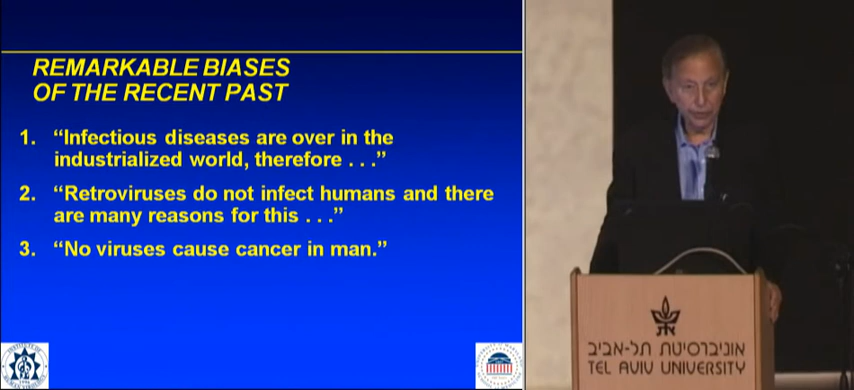 REMARKABLE BIASES
OF THE RECENT PAST
1. “Infectious diseases are over in the
industrialized world, therefore . . .”
2. “Retroviruses do not infect humans and there
are many reasons for this . . .”
3. “No viruses cause cancer in man.”
אוניברסיטת תל-אביב
TEL AVIV UNIVERSITY